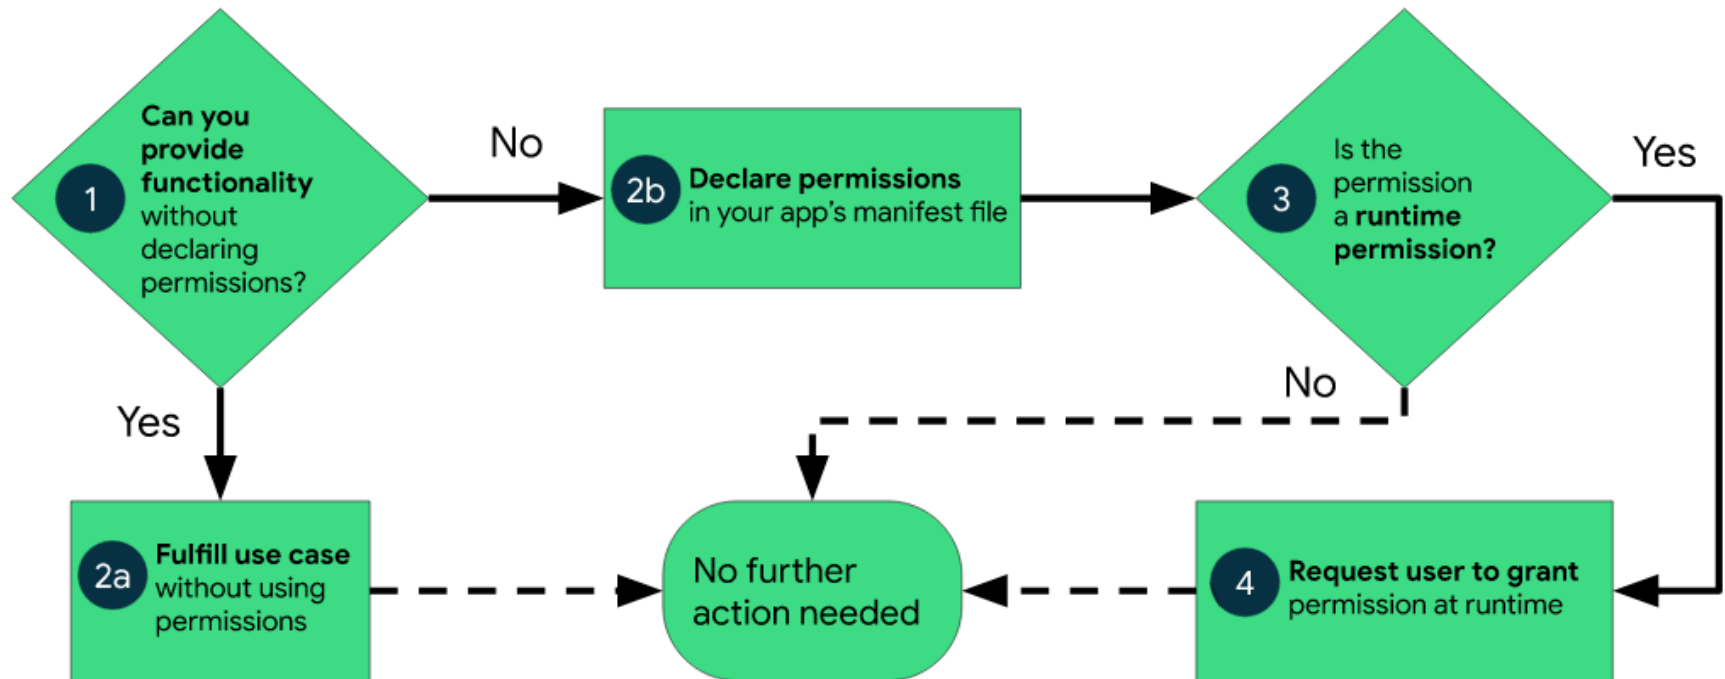 1
Can you
provide
functionality
without
declaring
permissions?
No
2b
Declare permissions
in your app's manifest file
3
Is the
permission
a runtime
permission?
Yes
No
Yes
2a
Fulfill use case
without using
permissions
No further
action needed
4
Request user to grant
permission at runtime